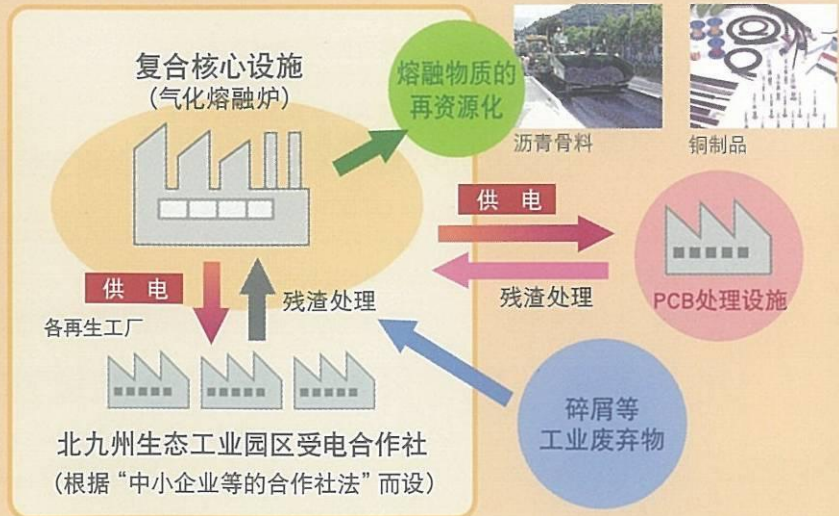 复合核心设施
(气化熔融炉)
熔融物质的
再资源化
沥青骨料
铜制品
供 电
残渣处理
PCB处理设施
供 电
残渣处理
各再生工厂
碎屑等
工业废弃物
北九州生态工业园区受电合作社
(根据“中小企业等的合作社法”而设)